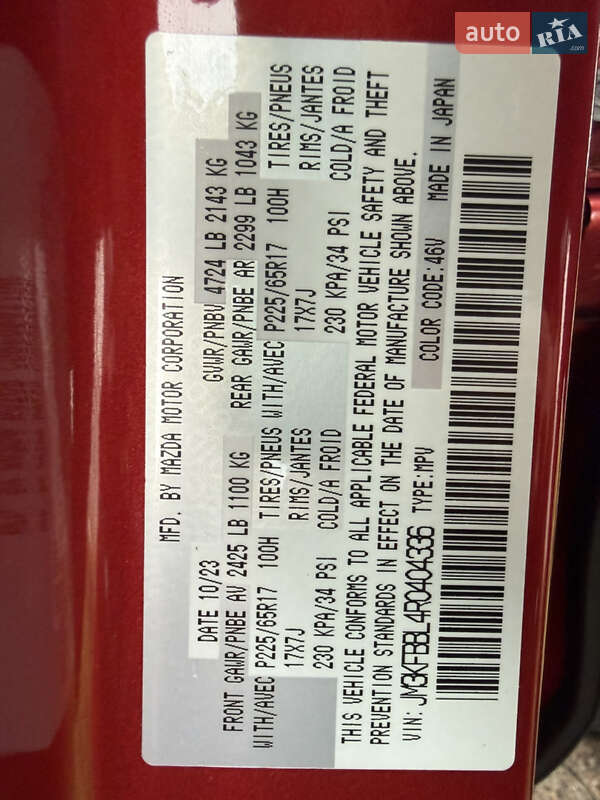 auto
RIA
.com
MFD. BY MAZDA MOTOR CORPORATION
DATE 10/23 GVWR/PNBV 4724 LB 2143 KG
FRONT GAWR/PNBE AV 2425 LB 1100 KG REAR GAWR/PNBE AR 2299 LB 1043 KG
WITH/AVEC P225/65R17 100H TIRES/PNEUS WITH/AVEC P225/65R17 100H TIRES/PNEUS
17X7J RIMS/JANTES 17X7J RIMS/JANTES
230 KPA/34 PSI COLD/A FROID 230 KPA/34 PSI COLD/A FROID
THIS VEHICLE CONFORMS TO ALL APPLICABLE FEDERAL MOTOR VEHICLE SAFETY AND THEFT
PREVENTION STANDARDS IN EFFECT ON THE DATE OF MANUFACTURE SHOWN ABOVE.
VIN: JM3KFBBL4R0404336 TYPE:MPV COLOR CODE:46V MADE IN JAPAN